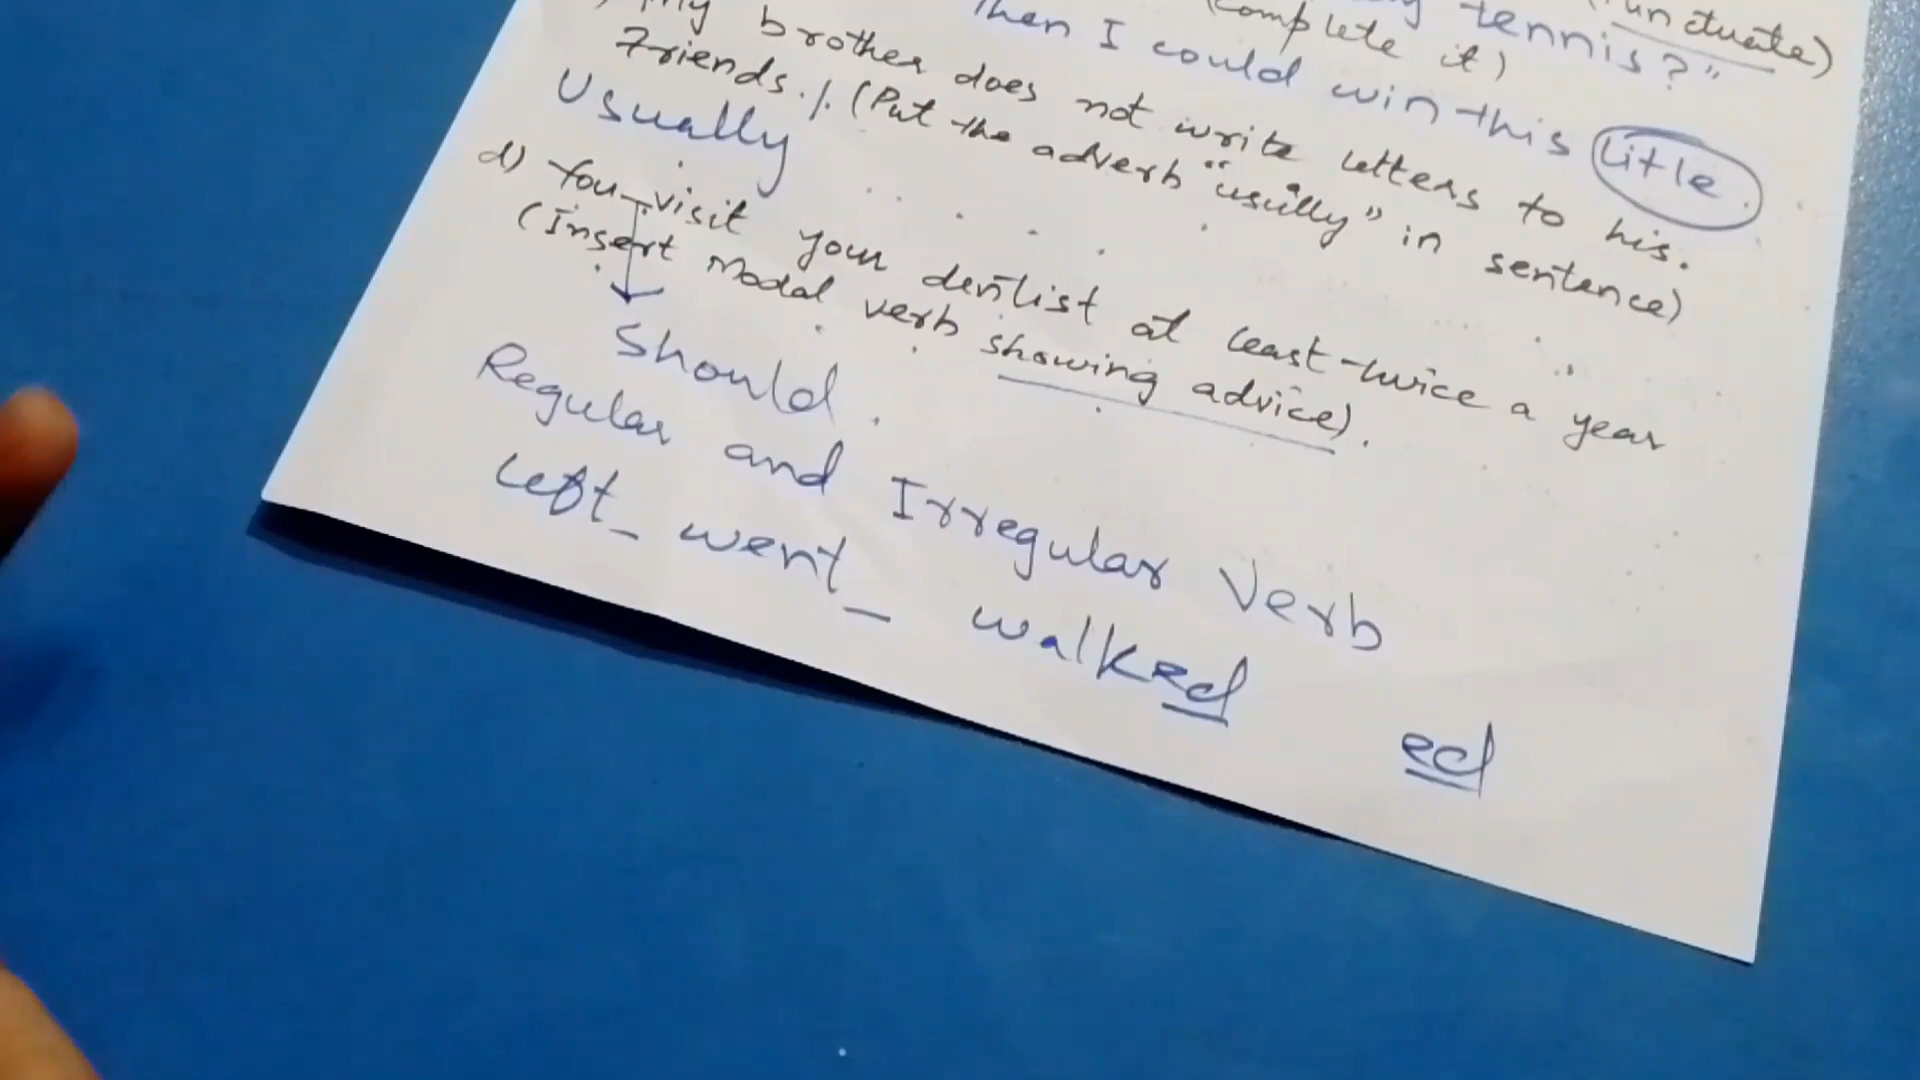 (Punctuate)
tennis?"
(complete it)
Then I could win this title.
My brother does not write letters to his.
Friends. (Put the adverb "usully" in sentence)
Usually
d) You visit your dentist at least twice a year
(Insert Modal verb showing advice).
Should.
Regular and Irregular Verb
Left_ went_ walked ed